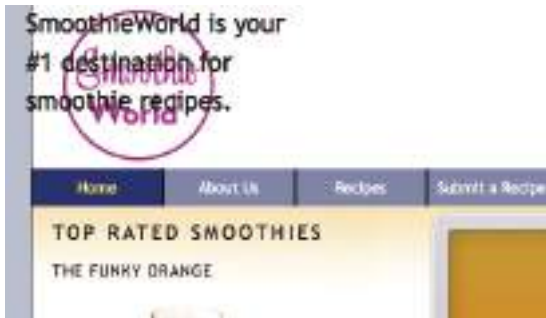 SmoothieWorld is your
#1 destination for
smoothie recipes.
Smoothie
World
Home
About Us
Recipes
Submit a Recipe
TOP RATED SMOOTHIES
THE FUNKY ORANGE